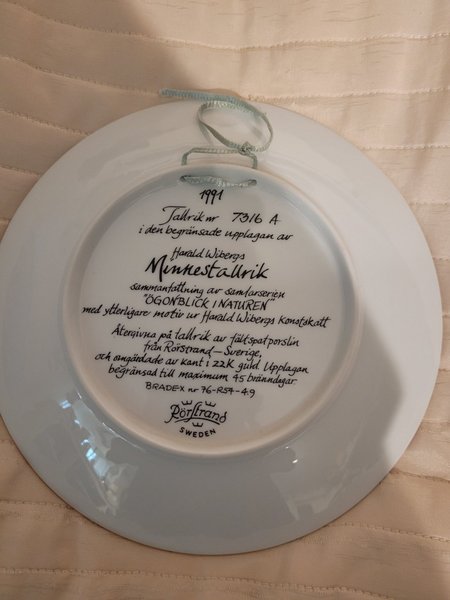 1991
Tallrik nr 7316 A
i den begränsade upplagan av
Harald Wibergs
Minnestallrik
sammanfattning av samlarserien
"ÖGONBLICK I NATUREN"
med ytterligare motiv ur Harald Wibergs Konstskatt
Återgivna på tallrik av fältspatporslin
från Rörstrand—Sverige,
och omgärdade av kant i 22K guld. Upplagan
begränsad till maximum 45 bränndagar.
BRADEX nr 76-R54-4.9
Rörstrand
SWEDEN